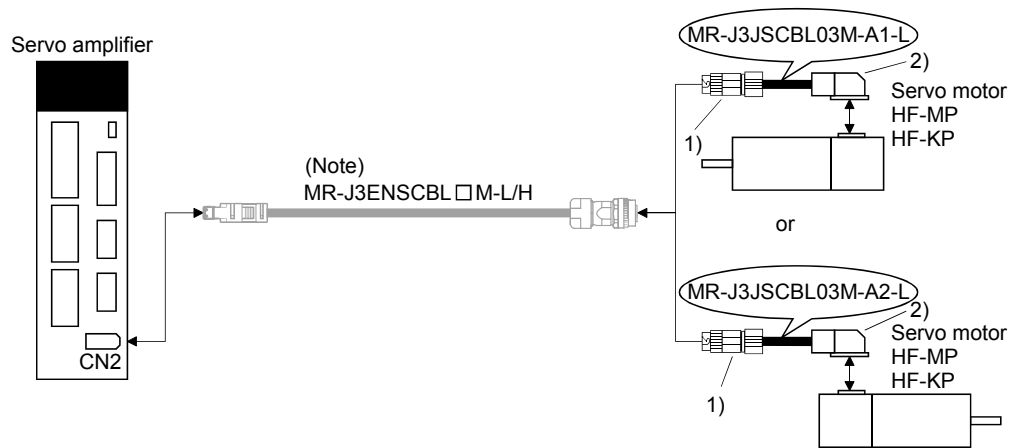 Servo amplifier
CN2
(Note)
MR-J3ENSCBL□M-L/H
MR-J3JSCBL03M-A1-L
2)
1)
Servo motor
HF-MP
HF-KP
or
MR-J3JSCBL03M-A2-L
2)
1)
Servo motor
HF-MP
HF-KP